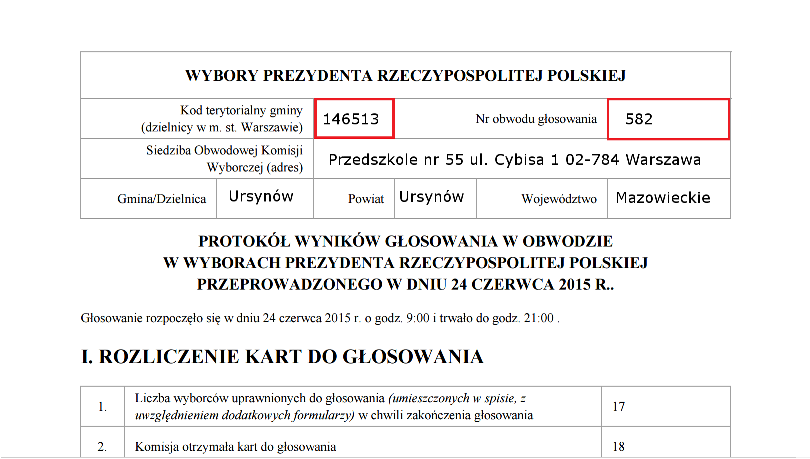 WYBORY PREZYDENTA RZECZYPOSPOLITEJ POLSKIEJ
Kod terytorialny gminy
(dzielnicy w m. st. Warszawie)
146513
Nr obwodu głosowania
582
Siedziba Obwodowej Komisji
Wyborczej (adres)
Przedszkole nr 55 ul. Cybisa 1 02-784 Warszawa
Gmina/Dzielnica
Ursynów
Powiat
Ursynów
Województwo
Mazowieckie
PROTOKÓŁ WYNIKÓW GŁOSOWANIA W OBWODZIE
W WYBORACH PREZYDENTA RZECZYPOSPOLITEJ POLSKIEJ
PRZEPROWADZONEGO W DNIU 24 CZERWCA 2015 R..
Głosowanie rozpoczęło się w dniu 24 czerwca 2015 r. o godz. 9:00 i trwało do godz. 21:00 .
I. ROZLICZENIE KART DO GŁOSOWANIA
1.
Liczba wyborców uprawnionych do głosowania (umieszczonych w spisie, z
uwzględnieniem dodatkowych formularzy) w chwili zakończenia głosowania
17
2.
Komisja otrzymała kart do głosowania
18